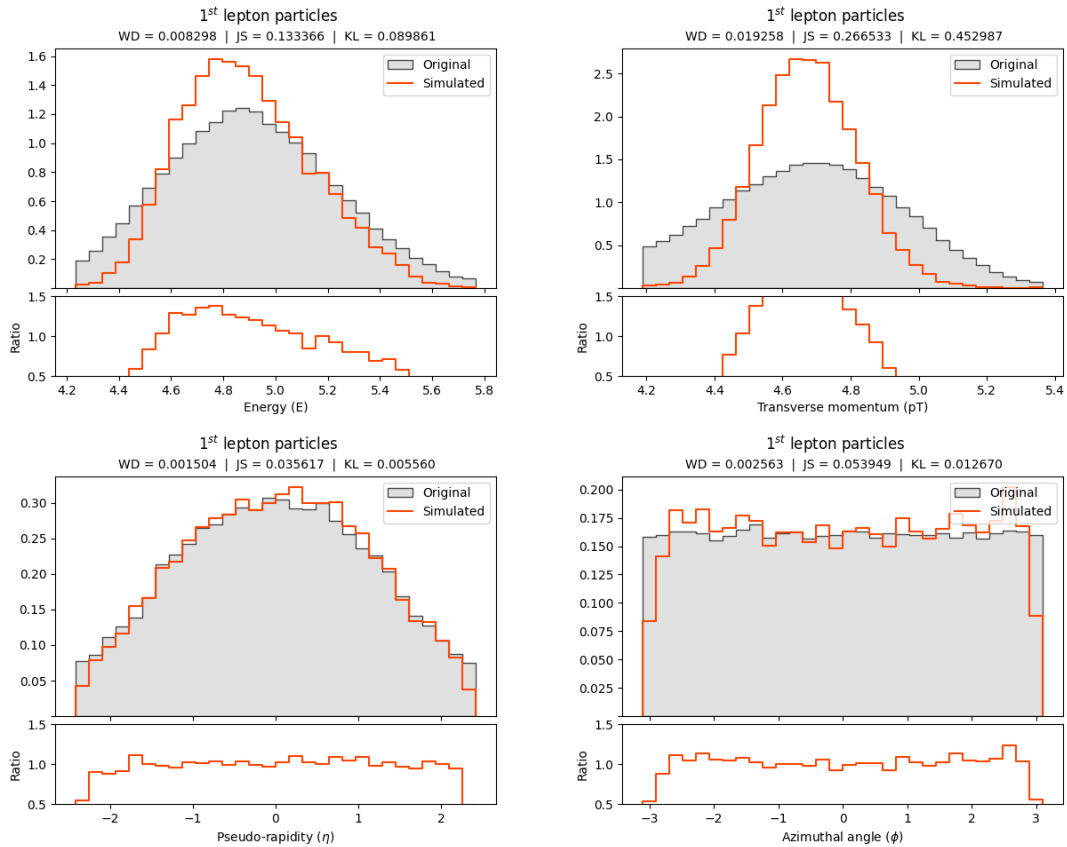 1st lepton particles
WD = 0.008298 | JS = 0.133366 | KL = 0.089861
Original
Simulated
1.6
1.4
1.2
1.0
0.8
0.6
0.4
0.2
Ratio
1.5
1.0
0.5
4.2 4.4 4.6 4.8 5.0 5.2 5.4 5.6 5.8
Energy (E)
1st lepton particles
WD = 0.019258 | JS = 0.266533 | KL = 0.452987
Original
Simulated
2.5
2.0
1.5
1.0
0.5
Ratio
1.5
1.0
0.5
4.2 4.4 4.6 4.8 5.0 5.2 5.4
Transverse momentum (pT)
1st lepton particles
WD = 0.001504 | JS = 0.035617 | KL = 0.005560
Original
Simulated
0.30
0.25
0.20
0.15
0.10
0.05
Ratio
1.5
1.0
0.5
−2 −1 0 1 2
Pseudo-rapidity (η)
1st lepton particles
WD = 0.002563 | JS = 0.053949 | KL = 0.012670
Original
Simulated
0.200
0.175
0.150
0.125
0.100
0.075
0.050
0.025
Ratio
1.5
1.0
0.5
−3 −2 −1 0 1 2 3
Azimuthal angle (ϕ)